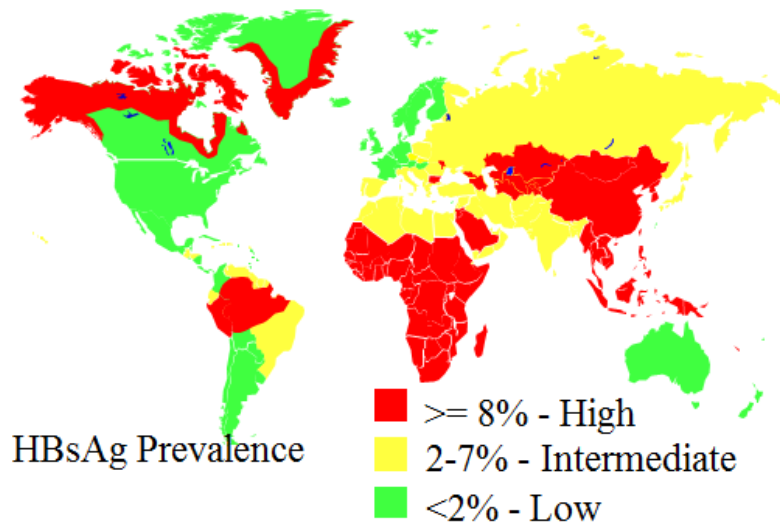 >= 8% - High
HBsAg Prevalence
2-7% - Intermediate
<2% - Low